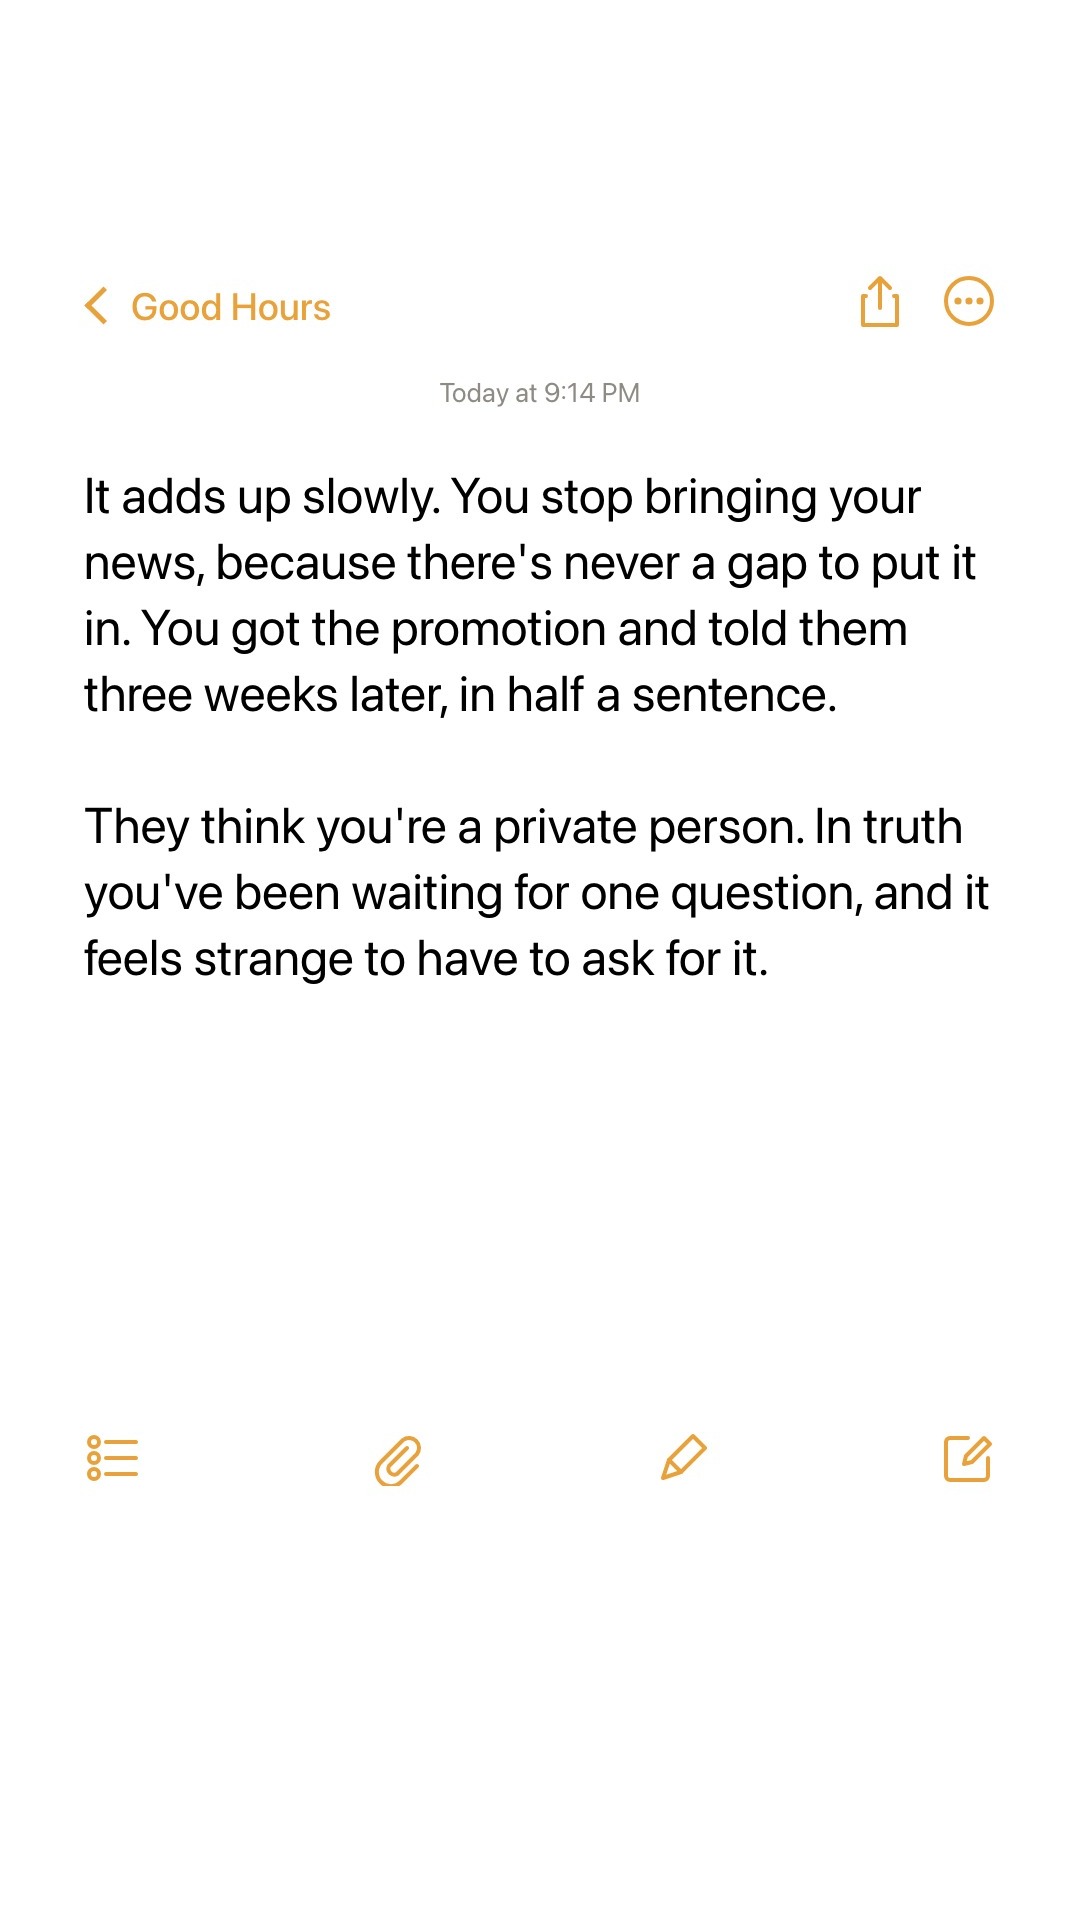 Good Hours
Today at 9:14 PM
It adds up slowly. You stop bringing your
news, because there's never a gap to put it
in. You got the promotion and told them
three weeks later, in half a sentence.
They think you're a private person. In truth
you've been waiting for one question, and it
feels strange to have to ask for it.